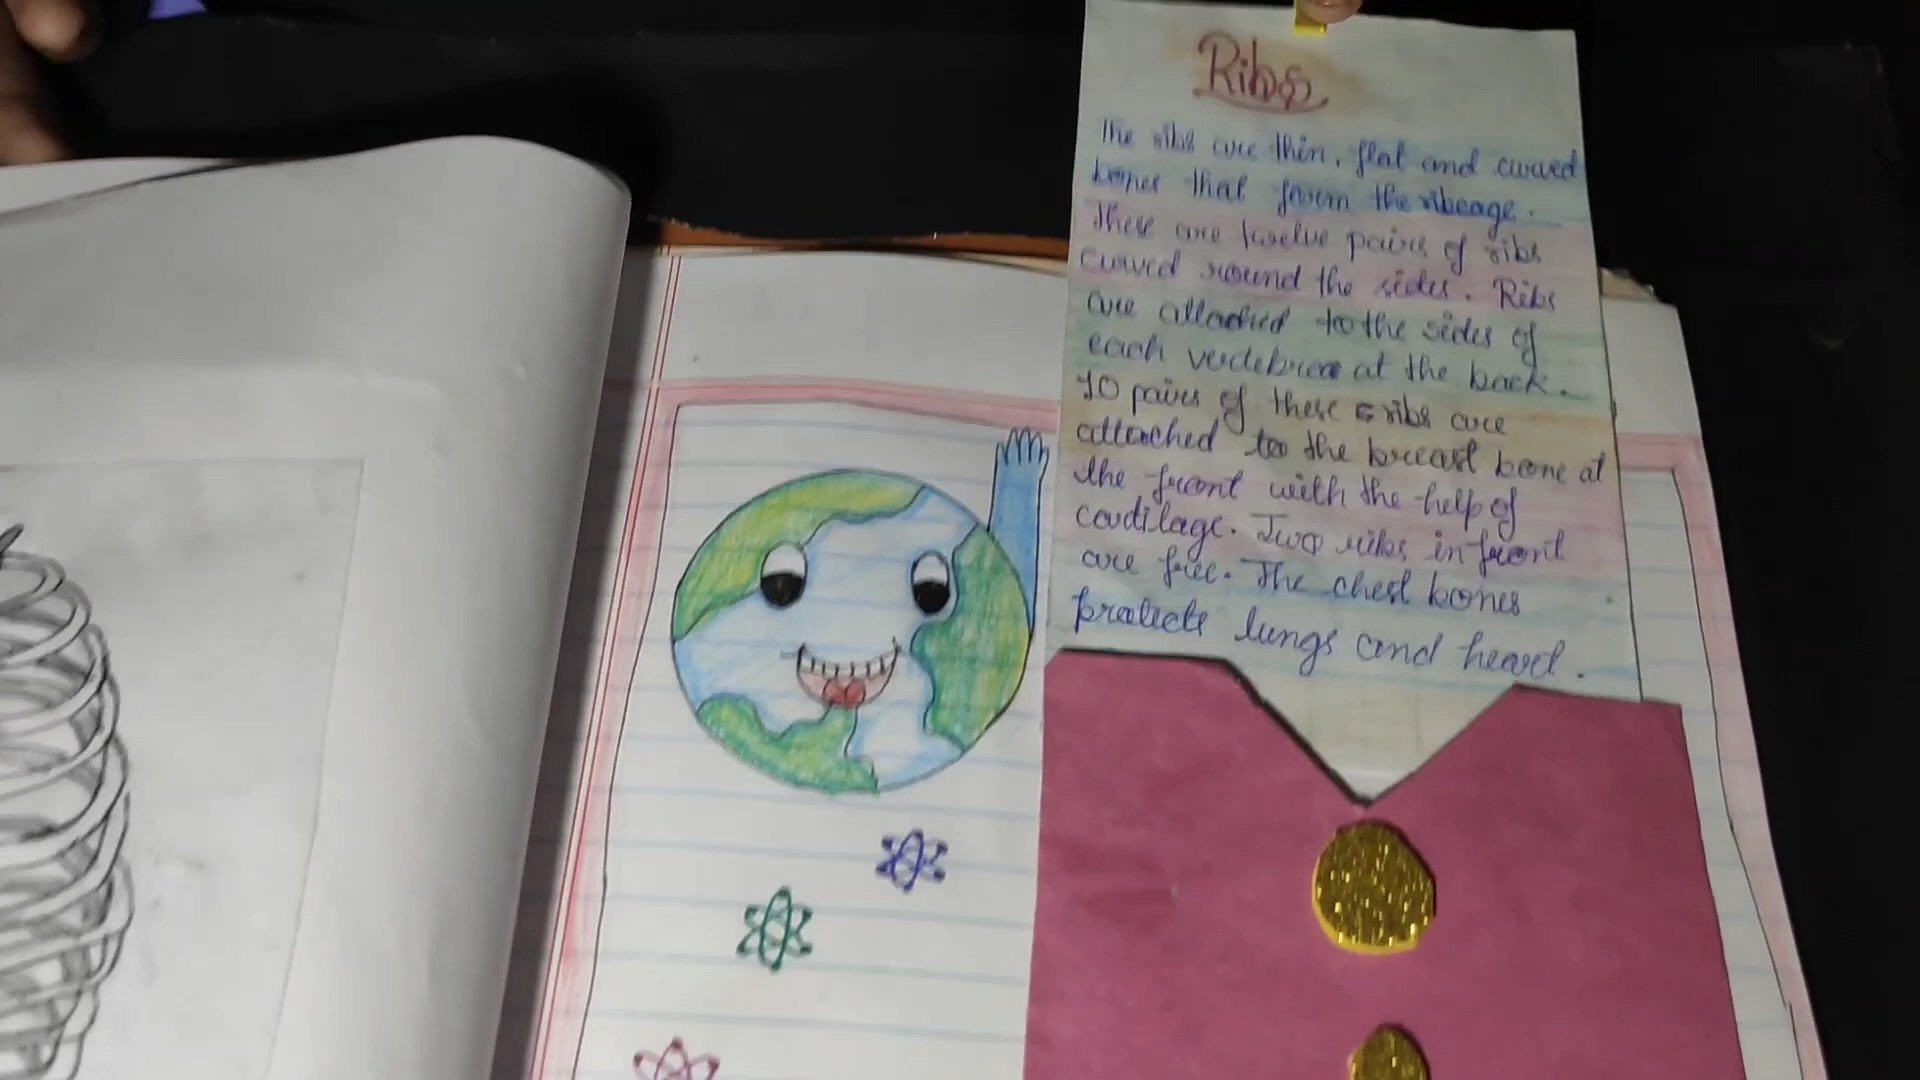 Ribs
The ribs are thin, flat and curved
bones that form the ribcage.
There are twelve pairs of ribs
curved round the sides. Ribs
are attached to the sides of
each vertebrae at the back.
10 pairs of these ribs are
attached to the breast bone at
the front with the help of
cartilage. Two ribs in front
are free. The chest bones
protects lungs and heart.